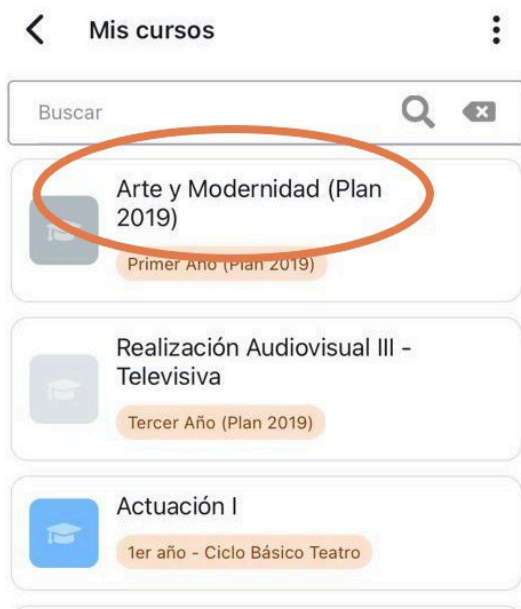 Mis cursos
Buscar
Arte y Modernidad (Plan
2019)
Primer Año (Plan 2019)
Realización Audiovisual III -
Televisiva
Tercer Año (Plan 2019)
Actuación I
1er año - Ciclo Básico Teatro